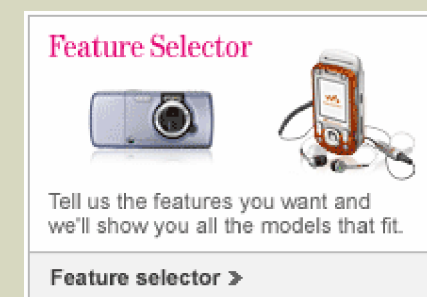 Feature Selector
Tell us the features you want and
we'll show you all the models that fit.
Feature selector »